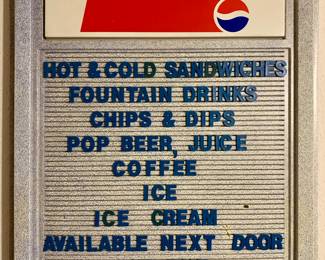 HOT & COLD SANDWICHES
FOUNTAIN DRINKS
CHIPS & DIPS
POP BEER, JUICE
COFFEE
ICE
ICE CREAM
AVAILABLE NEXT DOOR